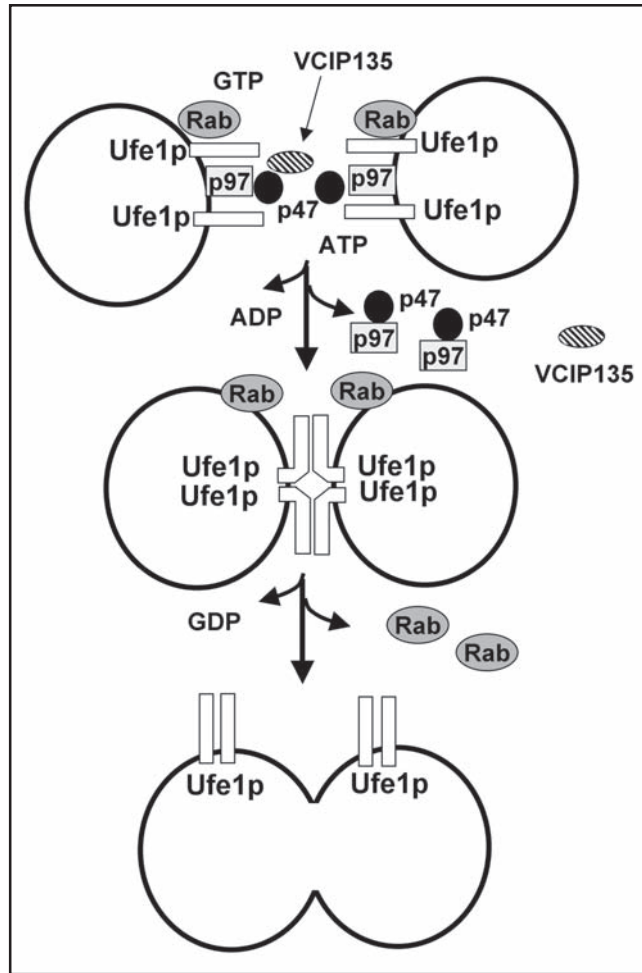 VCIP135
GTP
Rab
Rab
Ufe1p
Ufe1p
p97
p97
p47
Ufe1p
Ufe1p
ATP
ADP
p47
p97
p47
p97
VCIP135
Rab
Rab
Ufe1p
Ufe1p
Ufe1p
Ufe1p
GDP
Rab
Rab
Ufe1p
Ufe1p